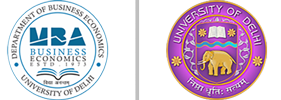 DEPARTMENT OF BUSINESS ECONOMICS
MBA
BUSINESS
ECONOMICS
ESTD. 1973
UNIVERSITY OF DELHI
UNIVERSITY OF DELHI
निष्ठा धृतिः सत्यम्